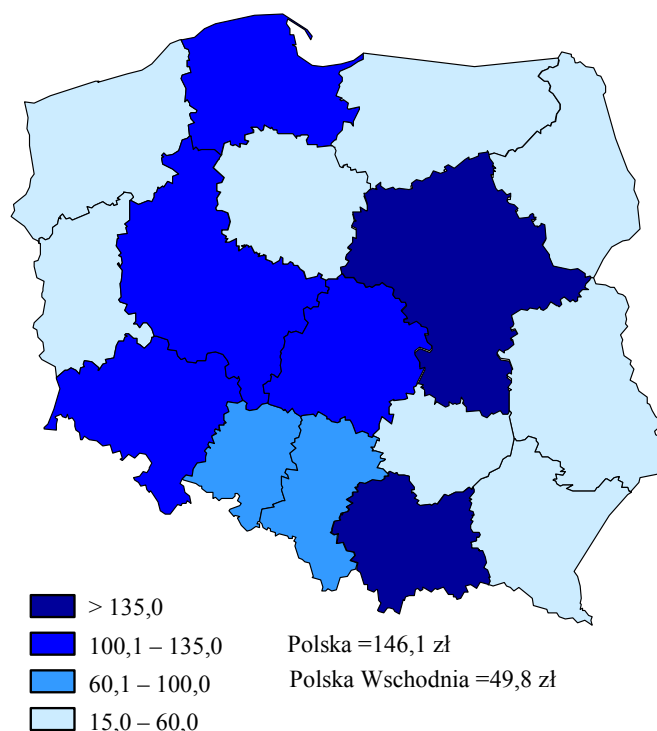 > 135,0
100,1 – 135,0
60,1 – 100,0
15,0 – 60,0
Polska =146,1 zł
Polska Wschodnia =49,8 zł